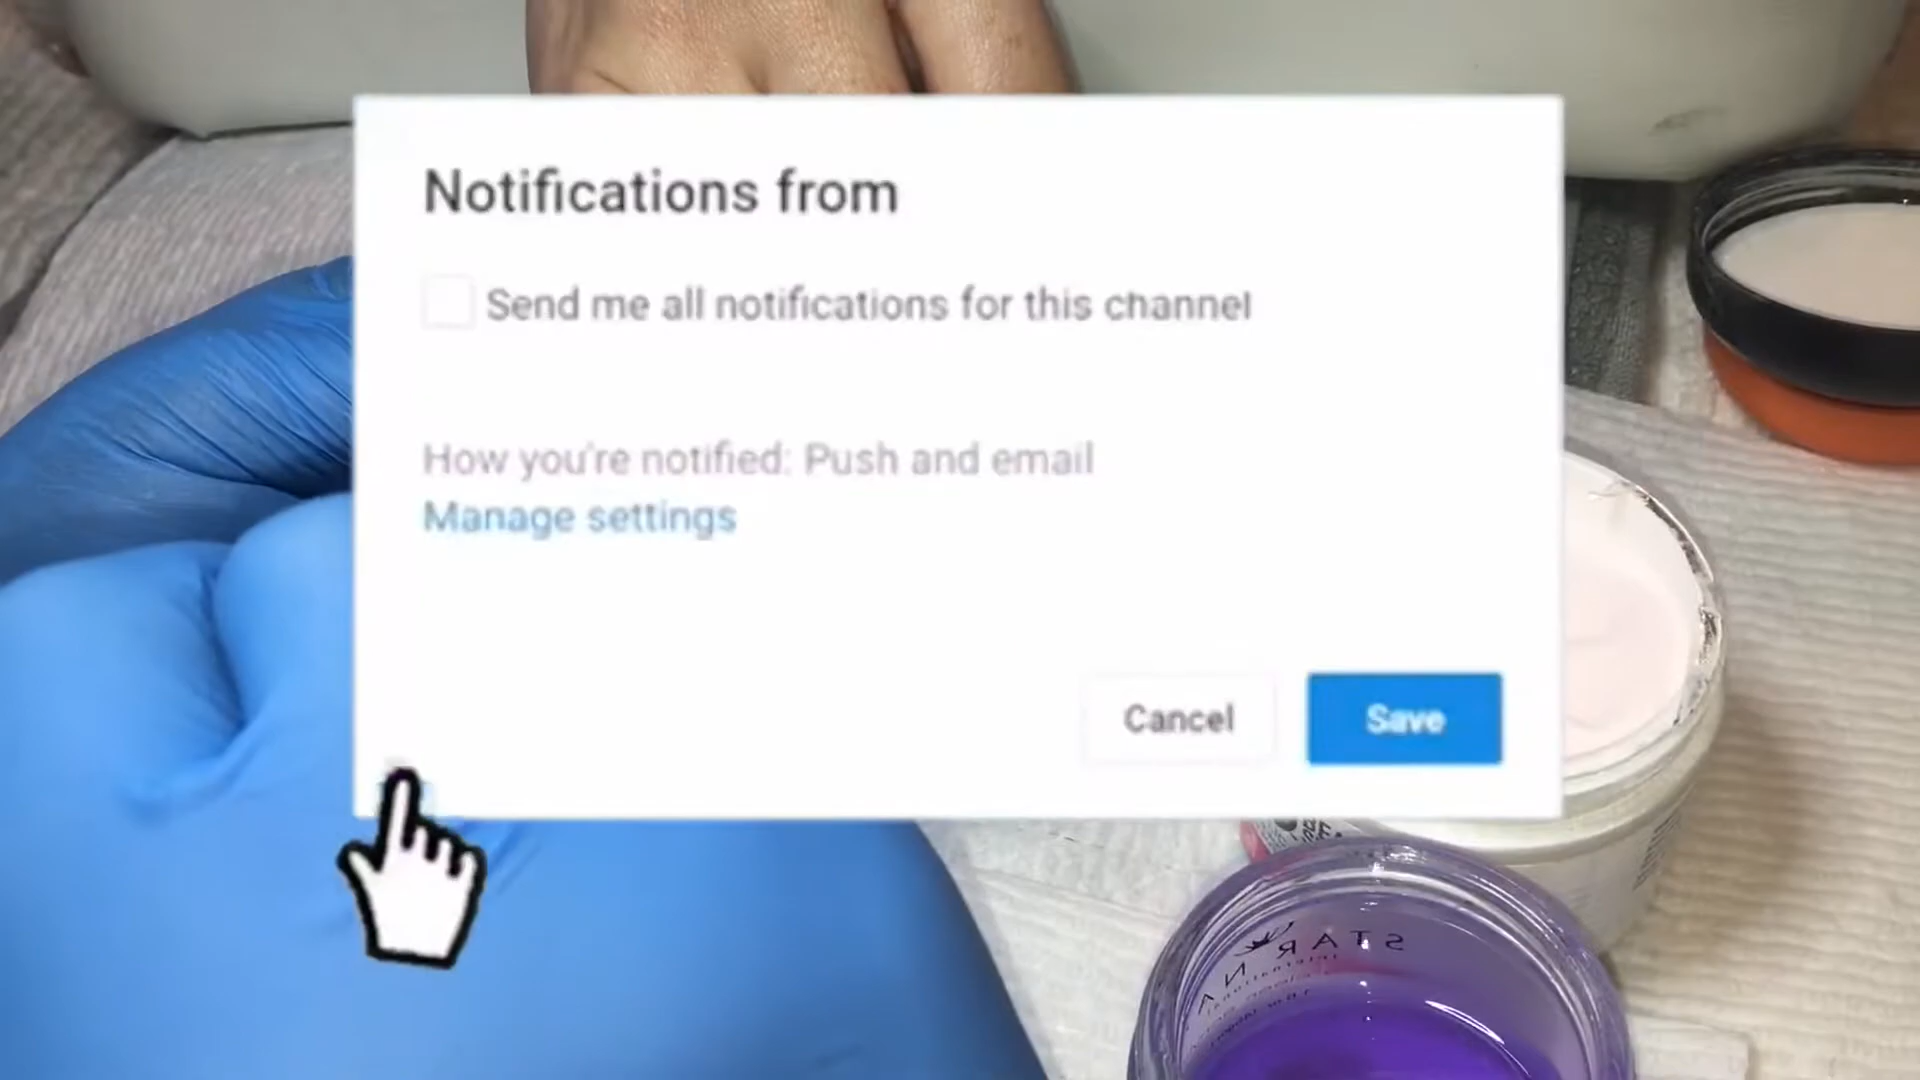 Notifications from
Send me all notifications for this channel
How you're notified: Push and email
Manage settings
Cancel
Save
STAR